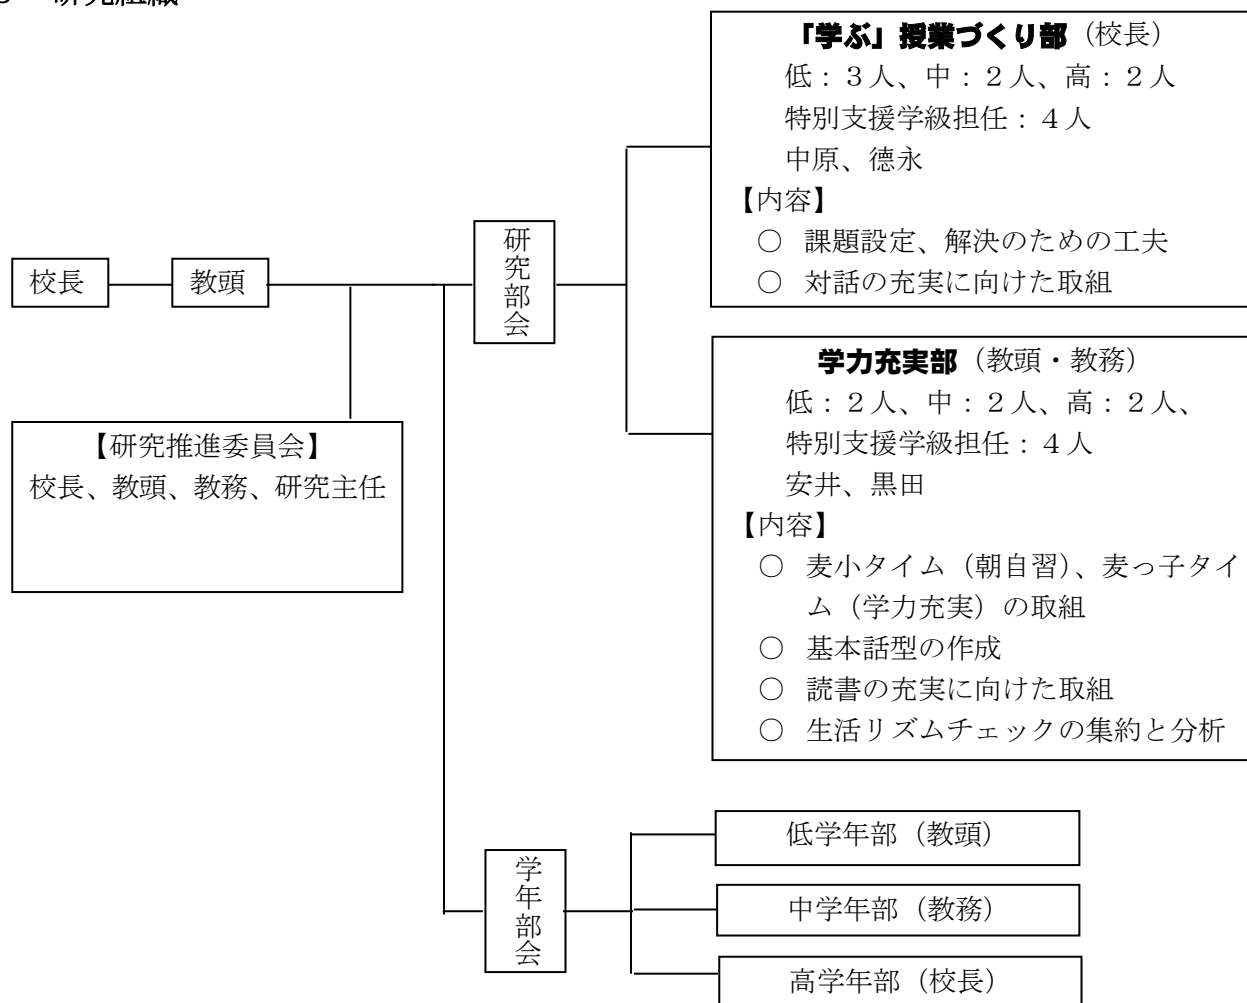 研究組織
校長
教頭
【研究推進委員会】
校長、教頭、教務、研究主任
研究部会
「学ぶ」授業づくり部（校長）
低：３人、中：２人、高：２人
特別支援学級担任：４人
中原、德永
【内容】
○ 課題設定、解決のための工夫
○ 対話の充実に向けた取組
学力充実部（教頭・教務）
低：２人、中：２人、高：２人、
特別支援学級担任：４人
安井、黒田
【内容】
○ 麦小タイム（朝自習）、麦っ子タイ
ム（学力充実）の取組
○ 基本話型の作成
○ 読書の充実に向けた取組
○ 生活リズムチェックの集約と分析
学年部会
低学年部（教頭）
中学年部（教務）
高学年部（校長）